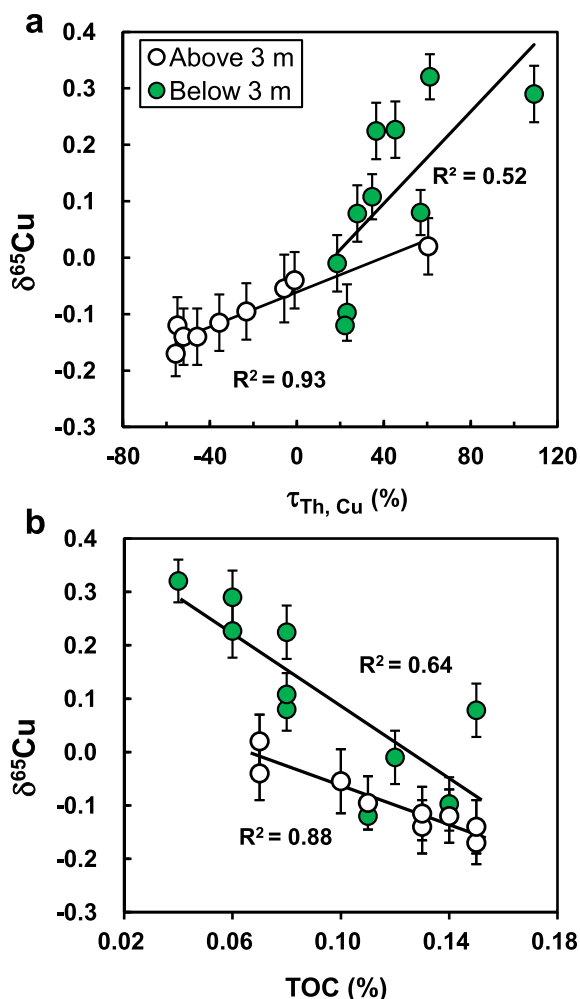 a
0.4
Above 3 m
Below 3 m
0.3
0.2
R² = 0.52
0.1
δ⁶⁵Cu
0.0
-0.1
-0.2
R² = 0.93
-0.3
-80 -40 0 40 80 120
τTh, Cu (%)
b
0.4
0.3
0.2
R² = 0.64
0.1
δ⁶⁵Cu
0.0
-0.1
R² = 0.88
-0.2
-0.3
0.02 0.06 0.10 0.14 0.18
TOC (%)